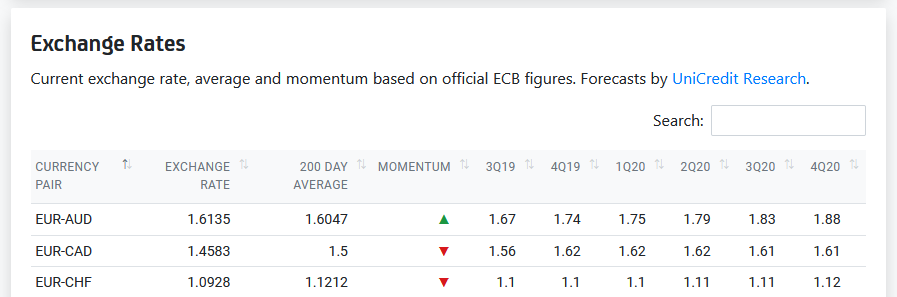 Exchange Rates
Current exchange rate, average and momentum based on official ECB figures. Forecasts by UniCredit Research.
Search:
CURRENCY PAIR EXCHANGE RATE 200 DAY AVERAGE MOMENTUM 3Q19 4Q19 1Q20 2Q20 3Q20 4Q20
EUR-AUD 1.6135 1.6047 ▲ 1.67 1.74 1.75 1.79 1.83 1.88
EUR-CAD 1.4583 1.5 ▼ 1.56 1.62 1.62 1.62 1.61 1.61
EUR-CHF 1.0928 1.1212 ▼ 1.1 1.1 1.1 1.11 1.11 1.12